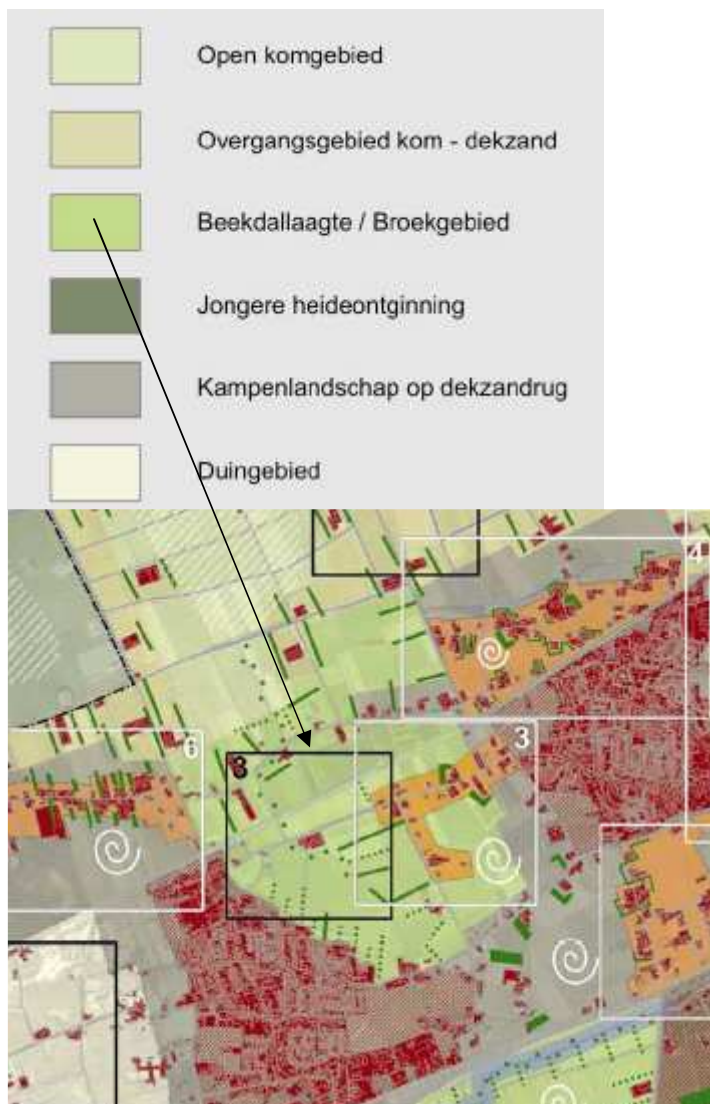 Open komgebied
Overgangsgebied kom - dekzand
Beekdallaagte / Broekgebied
Jongere heideontginning
Kampenlandschap op dekzandrug
Duingebied
4
3
6
8